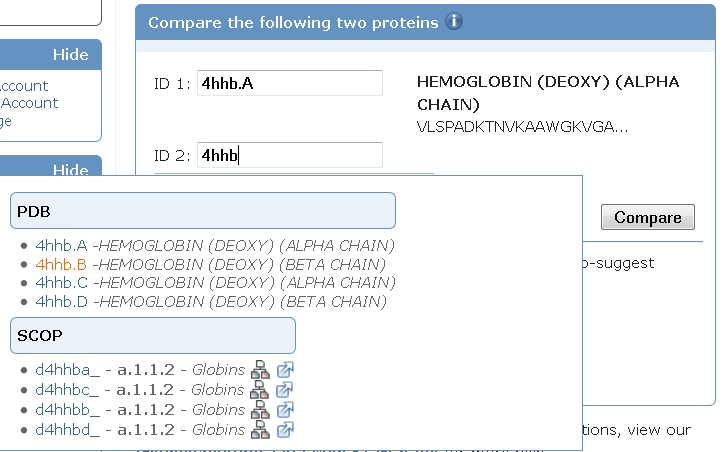 Compare the following two proteins
Hide
ccount
Account
ge
ID 1: 4hhb.A
HEMOGLOBIN (DEOXY) (ALPHA
CHAIN)
VLSPADKTNVKAAWGKVGA...
ID 2: 4hhb
Hide
PDB
4hhb.A -HEMOGLOBIN (DEOXY) (ALPHA CHAIN)
4hhb.B -HEMOGLOBIN (DEOXY) (BETA CHAIN)
4hhb.C -HEMOGLOBIN (DEOXY) (ALPHA CHAIN)
4hhb.D -HEMOGLOBIN (DEOXY) (BETA CHAIN)
Compare
o-suggest
SCOP
d4hhba_ - a.1.1.2 - Globins
d4hhbc_ - a.1.1.2 - Globins
d4hhbb_ - a.1.1.2 - Globins
d4hhbd_ - a.1.1.2 - Globins
tions, view our